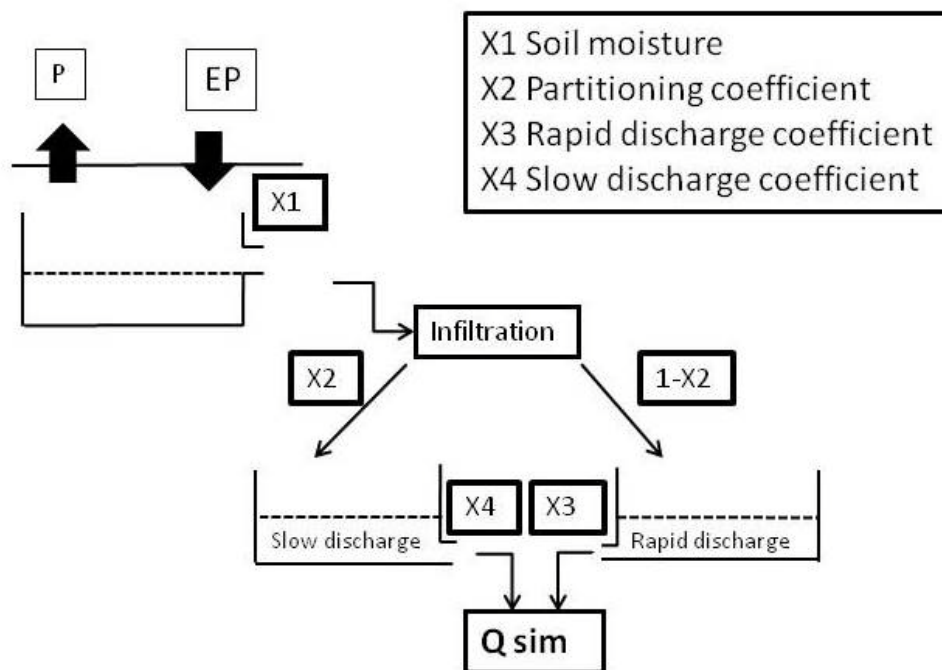 P
EP
X1 Soil moisture
X2 Partitioning coefficient
X3 Rapid discharge coefficient
X4 Slow discharge coefficient
X1
Infiltration
X2
1-X2
X4
X3
Slow discharge
Rapid discharge
Q sim